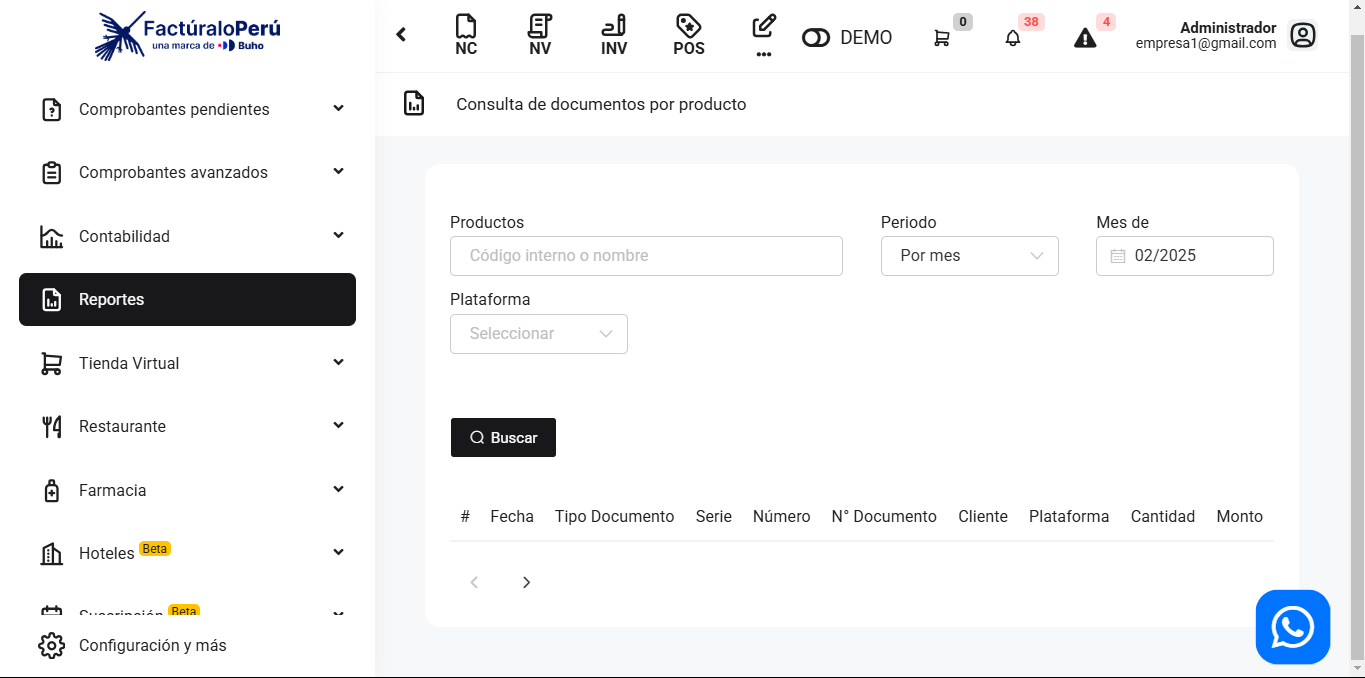 FactúraloPerú
una marca de Buho
NC
NV
INV
POS
...
DEMO
0
38
4
Administrador
empresa1@gmail.com
Consulta de documentos por producto
Comprobantes pendientes
Comprobantes avanzados
Contabilidad
Reportes
Tienda Virtual
Restaurante
Farmacia
Hoteles Beta
Suscripción Beta
Configuración y más
Productos
Código interno o nombre
Periodo
Por mes
Mes de
02/2025
Plataforma
Seleccionar
Buscar
# Fecha Tipo Documento Serie Número N° Documento Cliente Plataforma Cantidad Monto